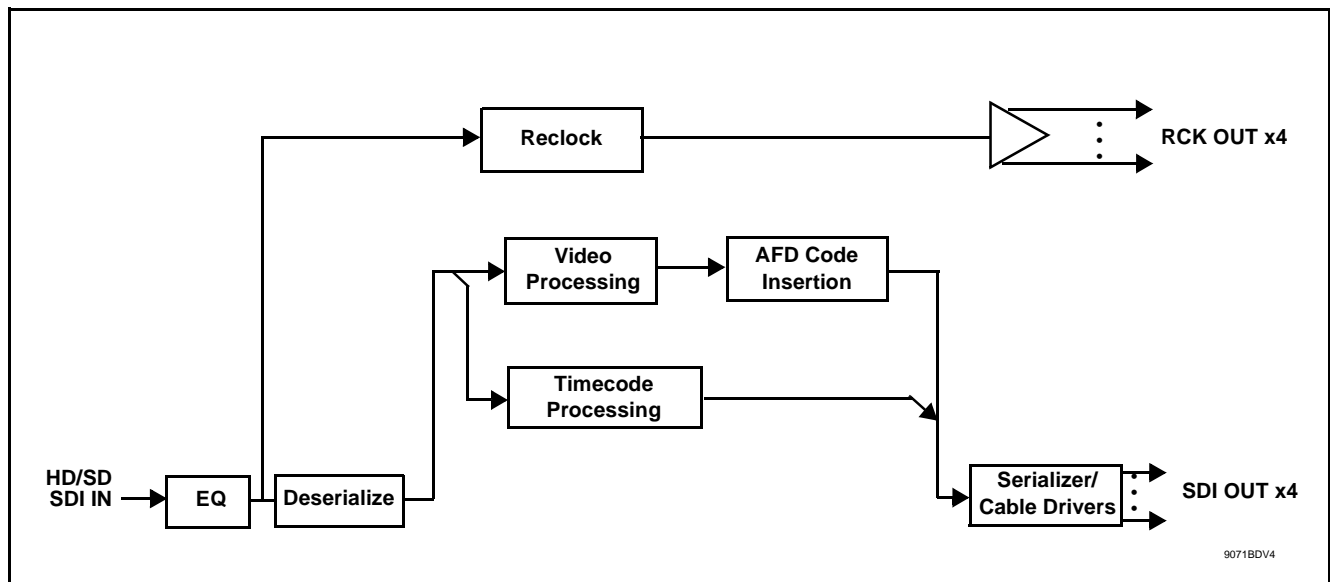 Reclock
RCK OUT x4
Video
Processing
AFD Code
Insertion
Timecode
Processing
HD/SD
SDI IN
EQ
Deserialize
Serializer/
Cable Drivers
SDI OUT x4
9071BDV4